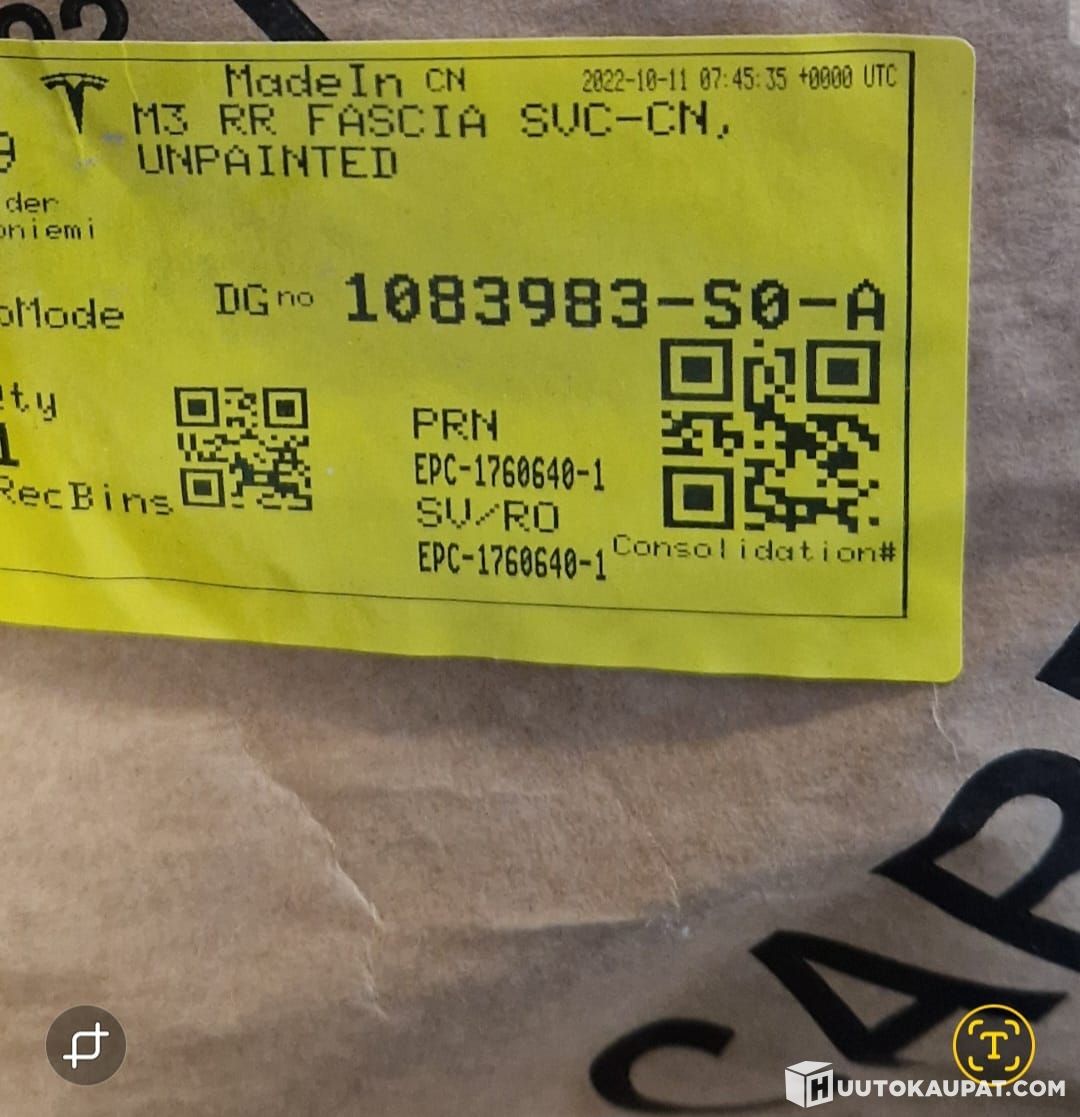 MadeIn CN
2022-10-11 07:45:35 +0000 UTC
M3 RR FASCIA SVC-CN,
UNPAINTED
der
oniemi
oMode
DG no 1083983-S0-A
ty
1
RecBins
PRN
EPC-1760640-1
SV/RO
EPC-1760640-1
Consolidation#
HUUTOKAUPAT.COM